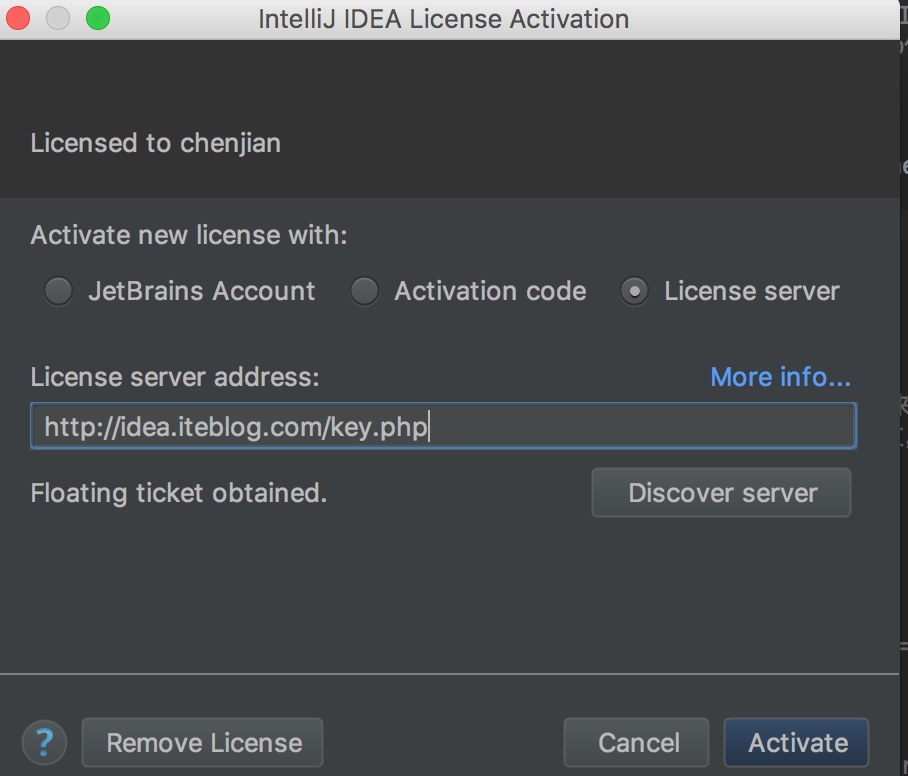 IntelliJ IDEA License Activation
Licensed to chenjian
Activate new license with:
JetBrains Account Activation code License server
License server address: More info...
http://idea.iteblog.com/key.php
Floating ticket obtained. Discover server
? Remove License Cancel Activate